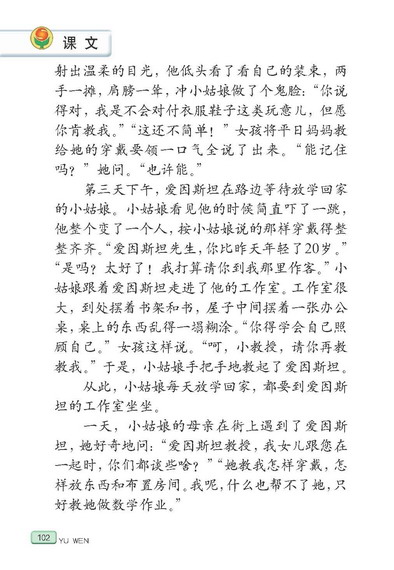 课文
射出温柔的目光，他低头看了看自己的装束，两
手一摊，肩膀一耸，冲小姑娘做了个鬼脸：“你说
得对，我是不会对付衣服鞋子这类玩意儿，但愿
你肯教我。”“这还不简单！”女孩将平日妈妈教
给她的穿戴要领一口气全说了出来。“能记住
吗？”她问。“也许能。”
第三天下午，爱因斯坦在路边等待放学回家
的小姑娘。小姑娘看见他的时候简直吓了一跳，
他整个变了一个人，按小姑娘说的那样穿戴得整
整齐齐。“爱因斯坦先生，你比昨天年轻了20岁。”
“是吗？太好了！我打算请你到我那里作客。”小
姑娘跟着爱因斯坦走进了他的工作室。工作室很
大，到处摆着书架和书，屋子中间摆着一张办公
桌，桌上的东西乱得一塌糊涂。“你得学会自己照
顾自己。”女孩这样说。“呵，小教授，请你再教
教我。”于是，小姑娘手把手地教起了爱因斯坦。
从此，小姑娘每天放学回家，都要到爱因斯
坦的工作室坐坐。
一天，小姑娘的母亲在街上遇到了爱因斯
坦，她好奇地问：“爱因斯坦教授，我女儿跟您在
一起时，你们都谈些啥？”“她教我怎样穿戴，怎
样放东西和布置房间。我呢，什么也帮不了她，只
好教她做数学作业。”
102 YU WEN